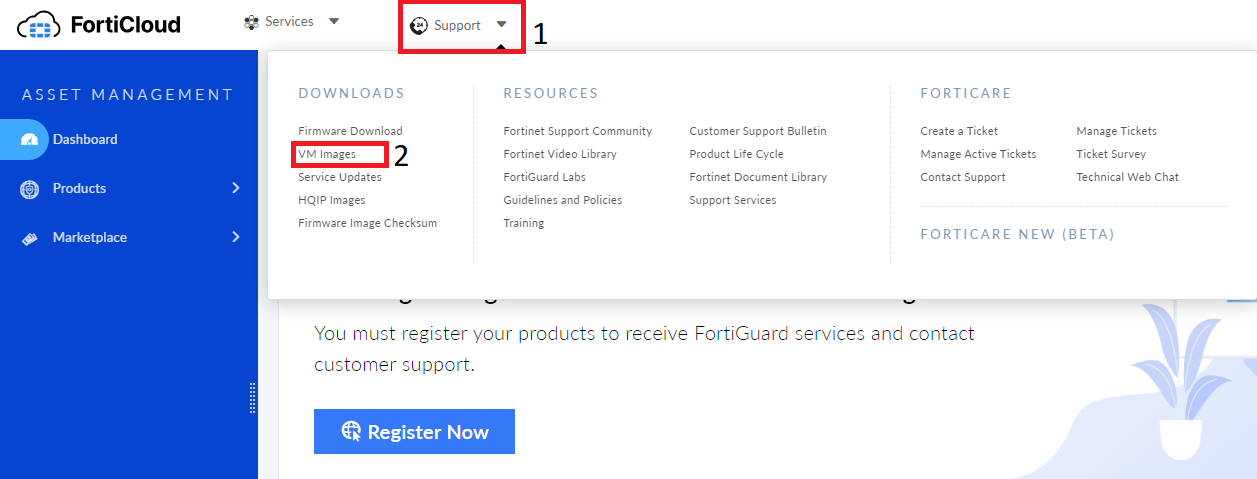 FortiCloud
Services
24
Support
1
ASSET MANAGEMENT
Dashboard
Products
Marketplace
DOWNLOADS
Firmware Download
VM Images
2
Service Updates
HQIP Images
Firmware Image Checksum
RESOURCES
Fortinet Support Community
Fortinet Video Library
FortiGuard Labs
Guidelines and Policies
Training
Customer Support Bulletin
Product Life Cycle
Fortinet Document Library
Support Services
FORTICARE
Create a Ticket
Manage Active Tickets
Contact Support
Manage Tickets
Ticket Survey
Technical Web Chat
FORTICARE NEW (BETA)
You must register your products to receive FortiGuard services and contact
customer support.
Register Now